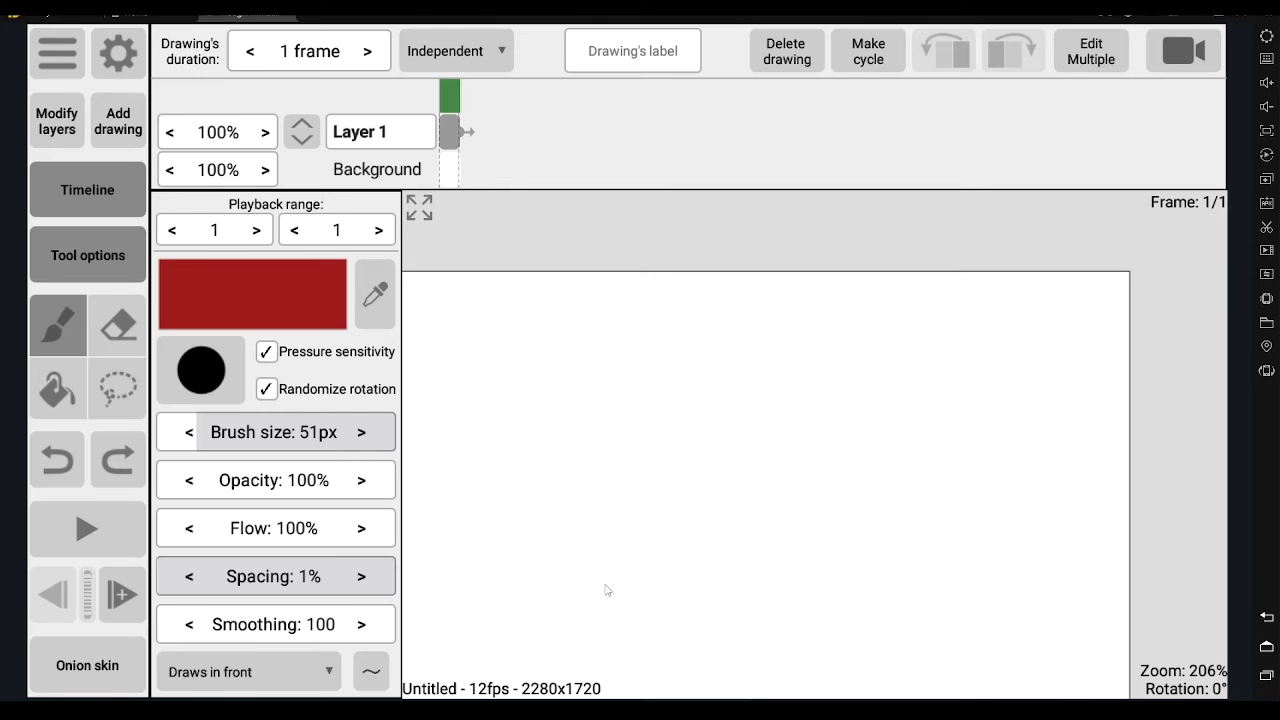 Drawing's
duration:
< 1 frame >
Independent
Drawing's label
Delete
drawing
Make
cycle
Edit
Multiple
Modify
layers
Add
drawing
< 100% >
Layer 1
< 100% >
Background
Timeline
Playback range:
< 1 >
< 1 >
Frame: 1/1
Tool options
Pressure sensitivity
Randomize rotation
< Brush size: 51px >
< Opacity: 100% >
< Flow: 100% >
< Spacing: 1% >
< Smoothing: 100 >
Onion skin
Draws in front
Untitled - 12fps - 2280x1720
Zoom: 206%
Rotation: 0°